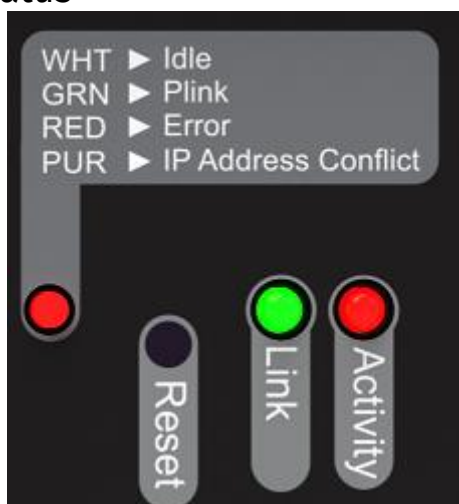 WHT ► Idle
GRN ► Plink
RED ► Error
PUR ► IP Address Conflict
Reset
Link
Activity